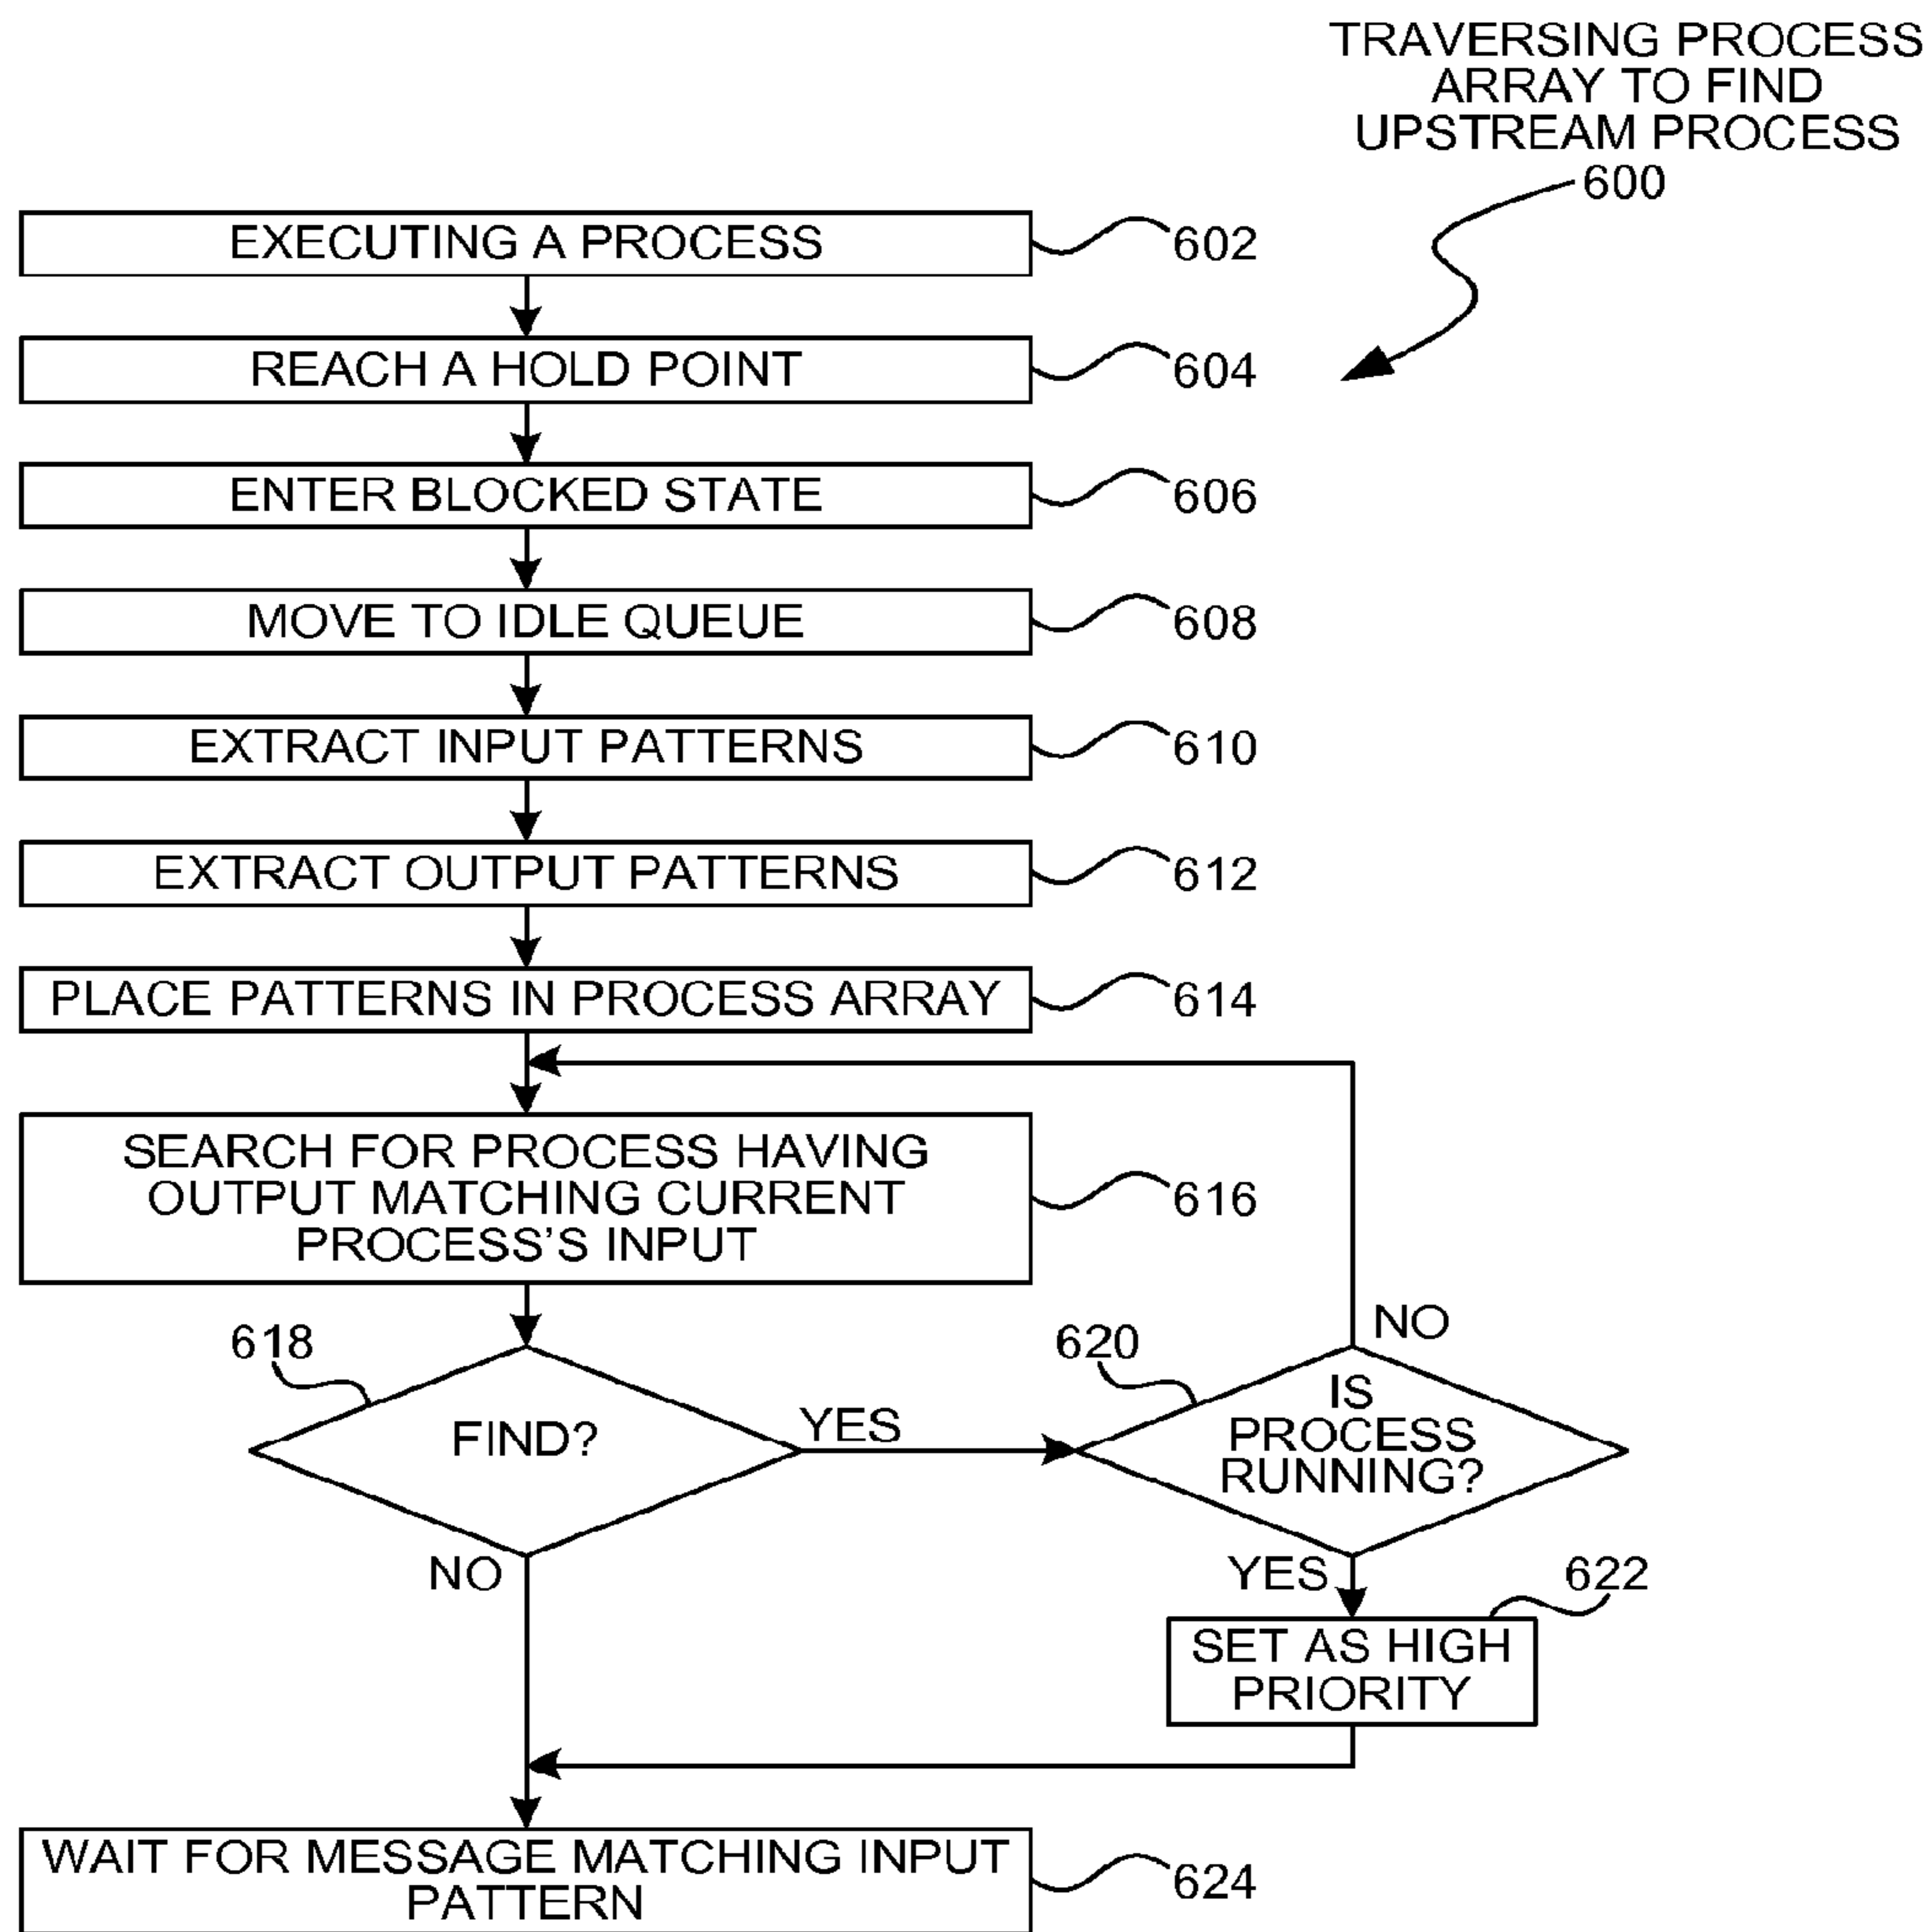 TRAVERSING PROCESS
ARRAY TO FIND
UPSTREAM PROCESS
600
EXECUTING A PROCESS
602
REACH A HOLD POINT
604
ENTER BLOCKED STATE
606
MOVE TO IDLE QUEUE
608
EXTRACT INPUT PATTERNS
610
EXTRACT OUTPUT PATTERNS
612
PLACE PATTERNS IN PROCESS ARRAY
614
SEARCH FOR PROCESS HAVING
OUTPUT MATCHING CURRENT
PROCESS'S INPUT
616
618
FIND?
YES
NO
620
IS
PROCESS
RUNNING?
NO
YES
622
SET AS HIGH
PRIORITY
WAIT FOR MESSAGE MATCHING INPUT
PATTERN
624